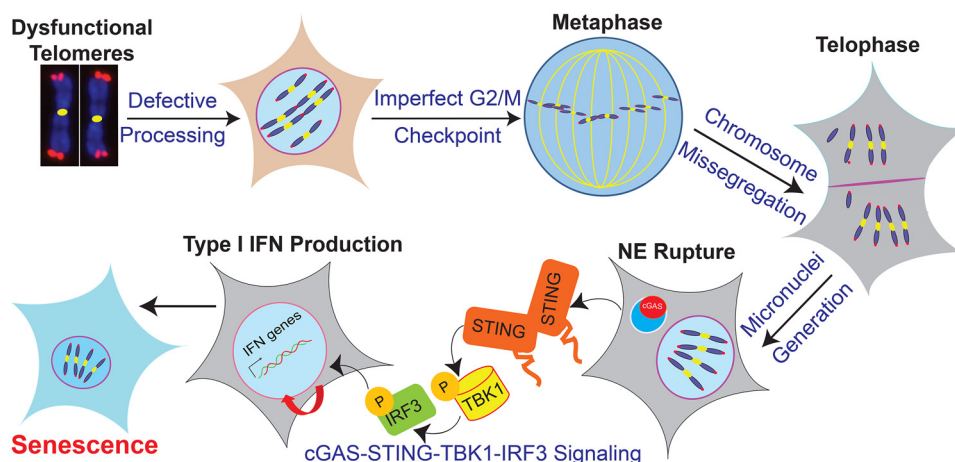 Dysfunctional
Telomeres
Defective
Processing
Imperfect G2/M
Checkpoint
Metaphase
Chromosome
Missegregation
Telophase
Micronuclei
Generation
NE Rupture
cGAS
STING
STING
P
TBK1
P
IRF3
cGAS-STING-TBK1-IRF3 Signaling
Type I IFN Production
IFN genes
Senescence